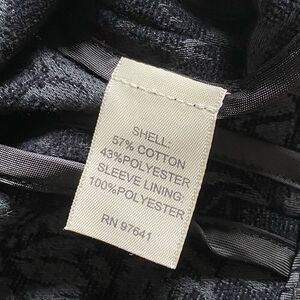 SHELL:
57% COTTON
43%POLYESTER
SLEEVE LINING:
100%POLYESTER
RN 97641